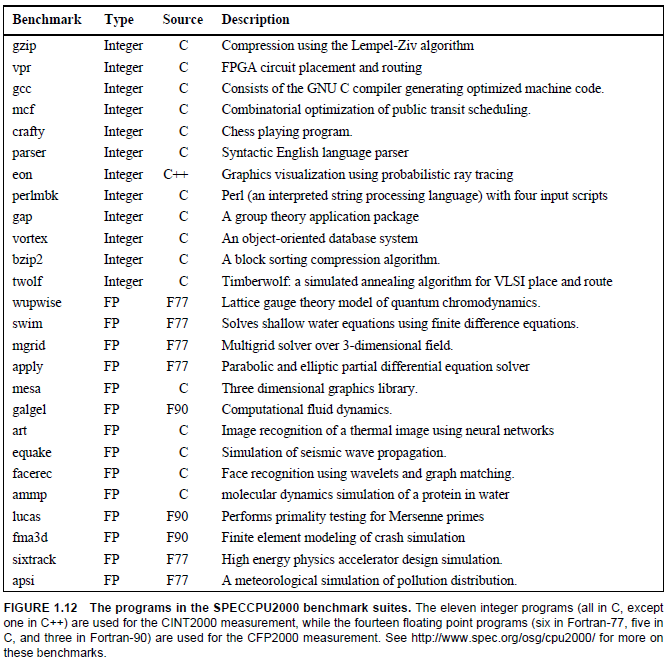 Benchmark Type Source Description
gzip Integer C Compression using the Lempel-Ziv algorithm
vpr Integer C FPGA circuit placement and routing
gcc Integer C Consists of the GNU C compiler generating optimized machine code.
mcf Integer C Combinatorial optimization of public transit scheduling.
crafty Integer C Chess playing program.
parser Integer C Syntactic English language parser
eon Integer C++ Graphics visualization using probabilistic ray tracing
perlmbk Integer C Perl (an interpreted string processing language) with four input scripts
gap Integer C A group theory application package
vortex Integer C An object-oriented database system
bzip2 Integer C A block sorting compression algorithm.
twolf Integer C Timberwolf: a simulated annealing algorithm for VLSI place and route
wupwise FP F77 Lattice gauge theory model of quantum chromodynamics.
swim FP F77 Solves shallow water equations using finite difference equations.
mgrid FP F77 Multigrid solver over 3-dimensional field.
apply FP F77 Parabolic and elliptic partial differential equation solver
mesa FP C Three dimensional graphics library.
galgel FP F90 Computational fluid dynamics.
art FP C Image recognition of a thermal image using neural networks
equake FP C Simulation of seismic wave propagation.
facerec FP C Face recognition using wavelets and graph matching.
ammp FP C molecular dynamics simulation of a protein in water
lucas FP F90 Performs primality testing for Mersenne primes
fma3d FP F90 Finite element modeling of crash simulation
sixtrack FP F77 High energy physics accelerator design simulation.
apsi FP F77 A meteorological simulation of pollution distribution.
FIGURE 1.12 The programs in the SPECCPU2000 benchmark suites. The eleven integer programs (all in C, except
one in C++) are used for the CINT2000 measurement, while the fourteen floating point programs (six in Fortran-77, five in
C, and three in Fortran-90) are used for the CFP2000 measurement. See http://www.spec.org/osg/cpu2000/ for more on
these benchmarks.